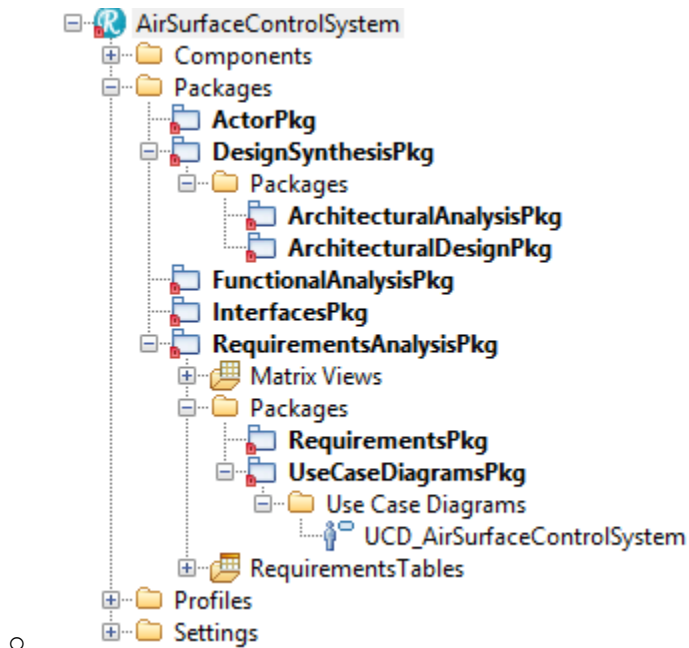 AirSurfaceControlSystem
Components
Packages
ActorPkg
DesignSynthesisPkg
Packages
ArchitecturalAnalysisPkg
ArchitecturalDesignPkg
FunctionalAnalysisPkg
InterfacesPkg
RequirementsAnalysisPkg
Matrix Views
Packages
RequirementsPkg
UseCaseDiagramsPkg
Use Case Diagrams
UCD_AirSurfaceControlSystem
RequirementsTables
Profiles
Settings